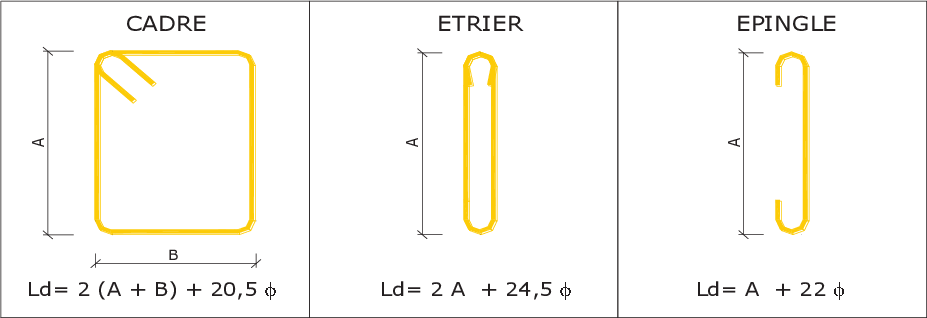 CADRE
ETRIER
EPINGLE
A
A
A
B
Ld= 2 (A + B) + 20,5 ϕ
Ld= 2 A + 24,5 ϕ
Ld= A + 22 ϕ